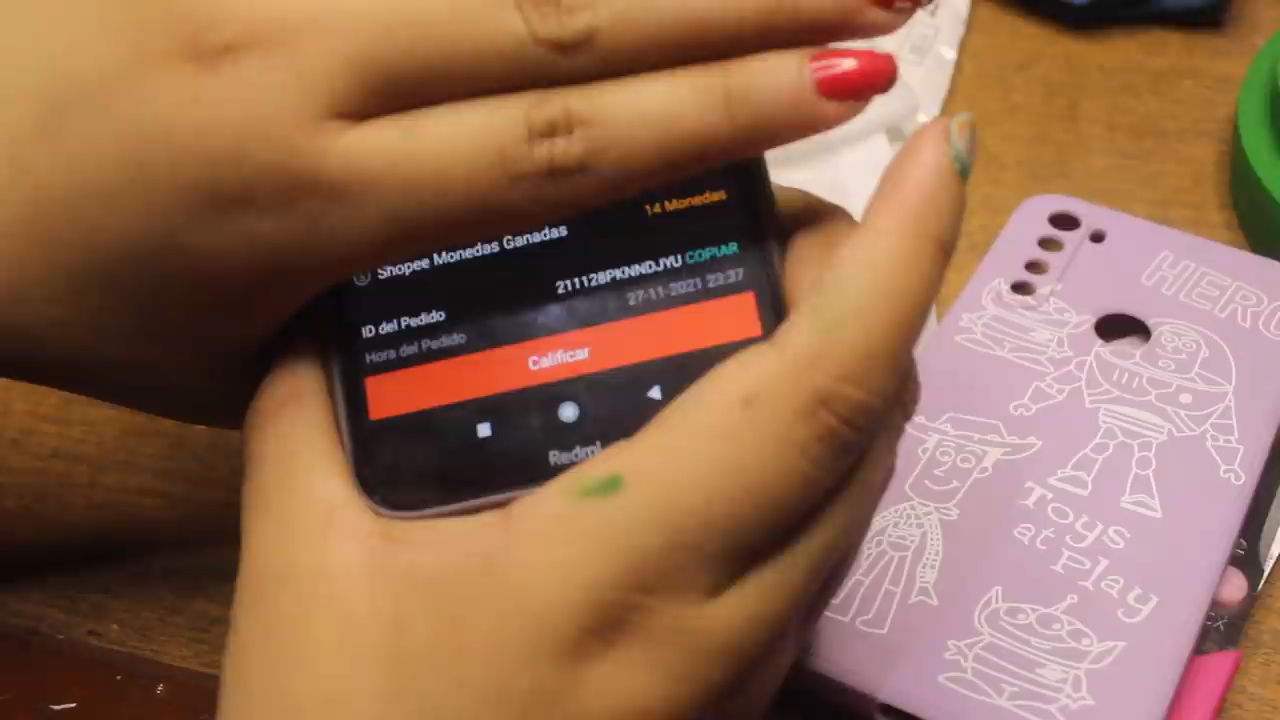 14 Monedas
Shopee Monedas Ganadas
211128PKNNDJYU COPIAR
ID del Pedido
27-11-2021 23:37
Hora del Pedido
Calificar
Redmi
HERO
Toys
at Play